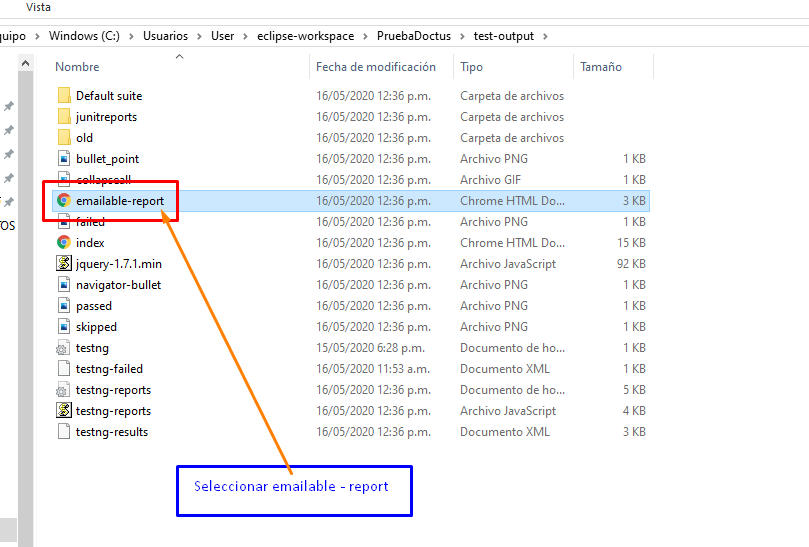 Vista
quipo > Windows (C:) > Usuarios > User > eclipse-workspace > PruebaDoctus > test-output >
Nombre Fecha de modificación Tipo Tamaño
Default suite 16/05/2020 12:36 p.m. Carpeta de archivos
junitreports 16/05/2020 12:36 p.m. Carpeta de archivos
old 16/05/2020 12:36 p.m. Carpeta de archivos
bullet_point 16/05/2020 12:36 p.m. Archivo PNG 1 KB
collapseall 16/05/2020 12:36 p.m. Archivo GIF 1 KB
emailable-report 16/05/2020 12:36 p.m. Chrome HTML Do... 3 KB
failed 16/05/2020 12:36 p.m. Archivo PNG 1 KB
TOS
index 16/05/2020 12:36 p.m. Chrome HTML Do... 15 KB
jquery-1.7.1.min 16/05/2020 12:36 p.m. Archivo JavaScript 92 KB
navigator-bullet 16/05/2020 12:36 p.m. Archivo PNG 1 KB
passed 16/05/2020 12:36 p.m. Archivo PNG 1 KB
skipped 16/05/2020 12:36 p.m. Archivo PNG 1 KB
testng 15/05/2020 6:28 p.m. Documento de ho... 1 KB
testng-failed 16/05/2020 11:53 a.m. Documento XML 1 KB
testng-reports 16/05/2020 12:36 p.m. Documento de ho... 5 KB
testng-reports 16/05/2020 12:36 p.m. Archivo JavaScript 4 KB
testng-results 16/05/2020 12:36 p.m. Documento XML 3 KB
Seleccionar emailable - report